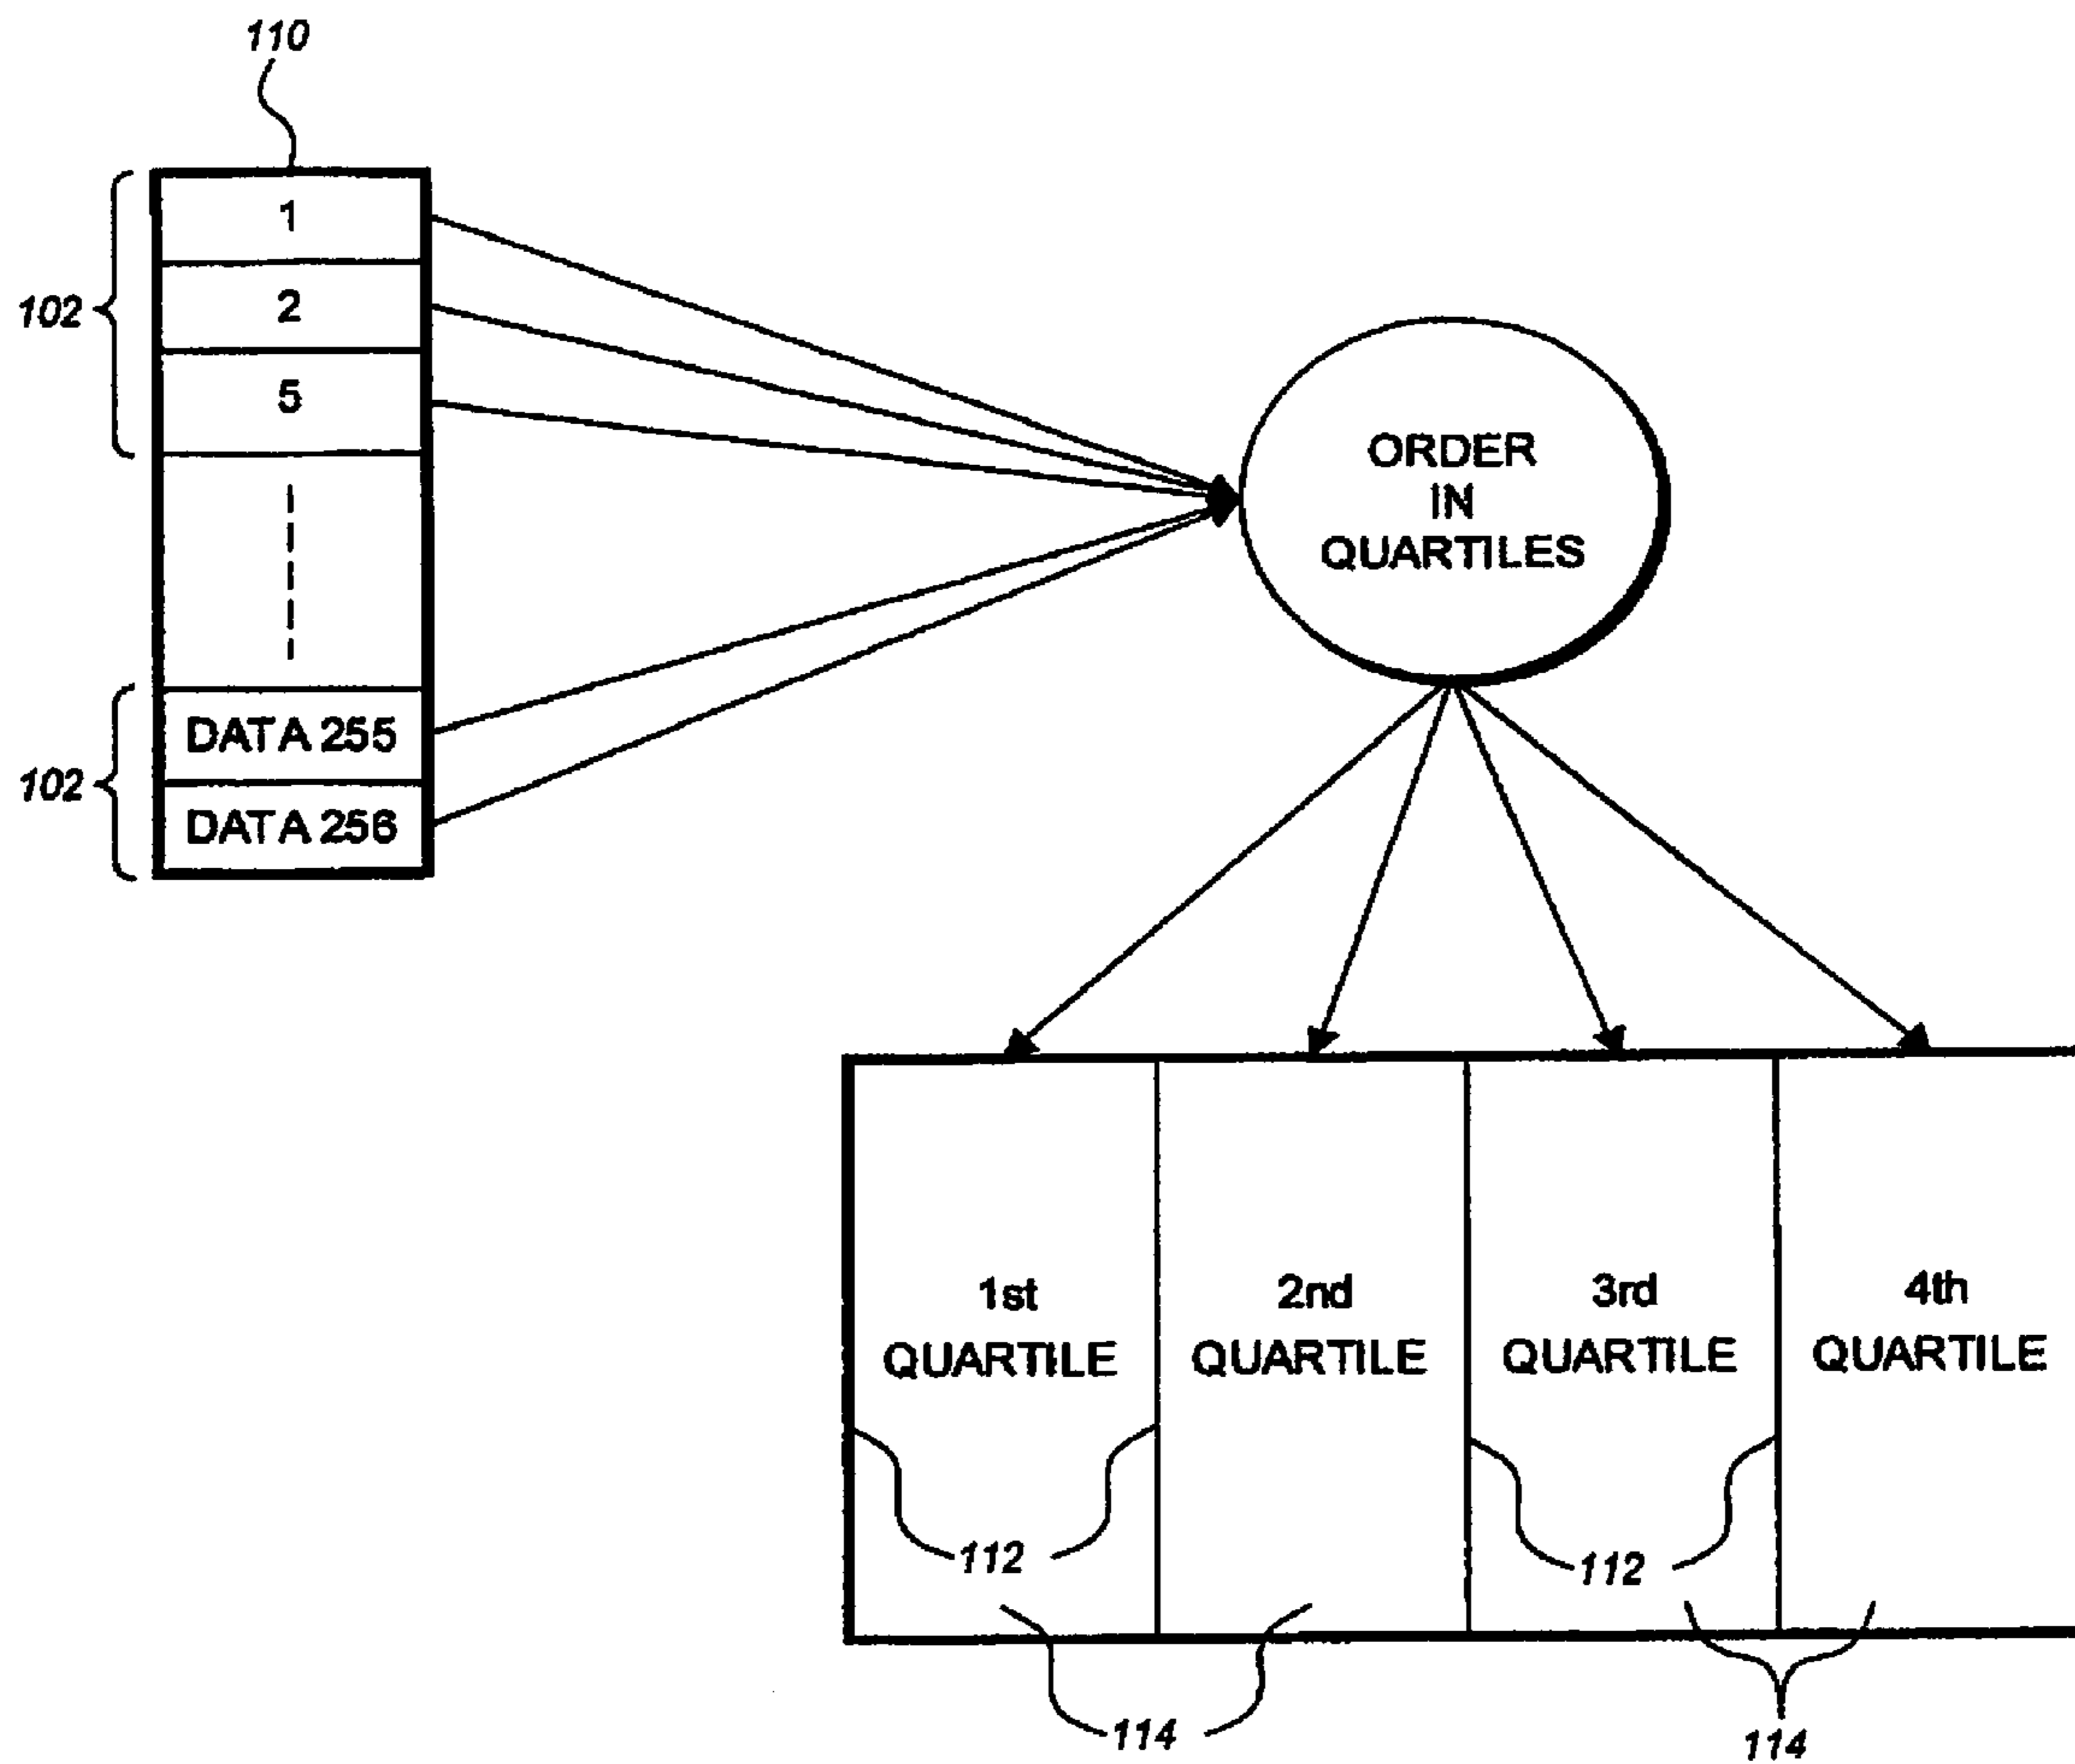 110
102
1
2
5
102
DATA 255
DATA 256
ORDER
IN
QUARTILES
1st
QUARTILE
2nd
QUARTILE
3rd
QUARTILE
4th
QUARTILE
112
112
114
114